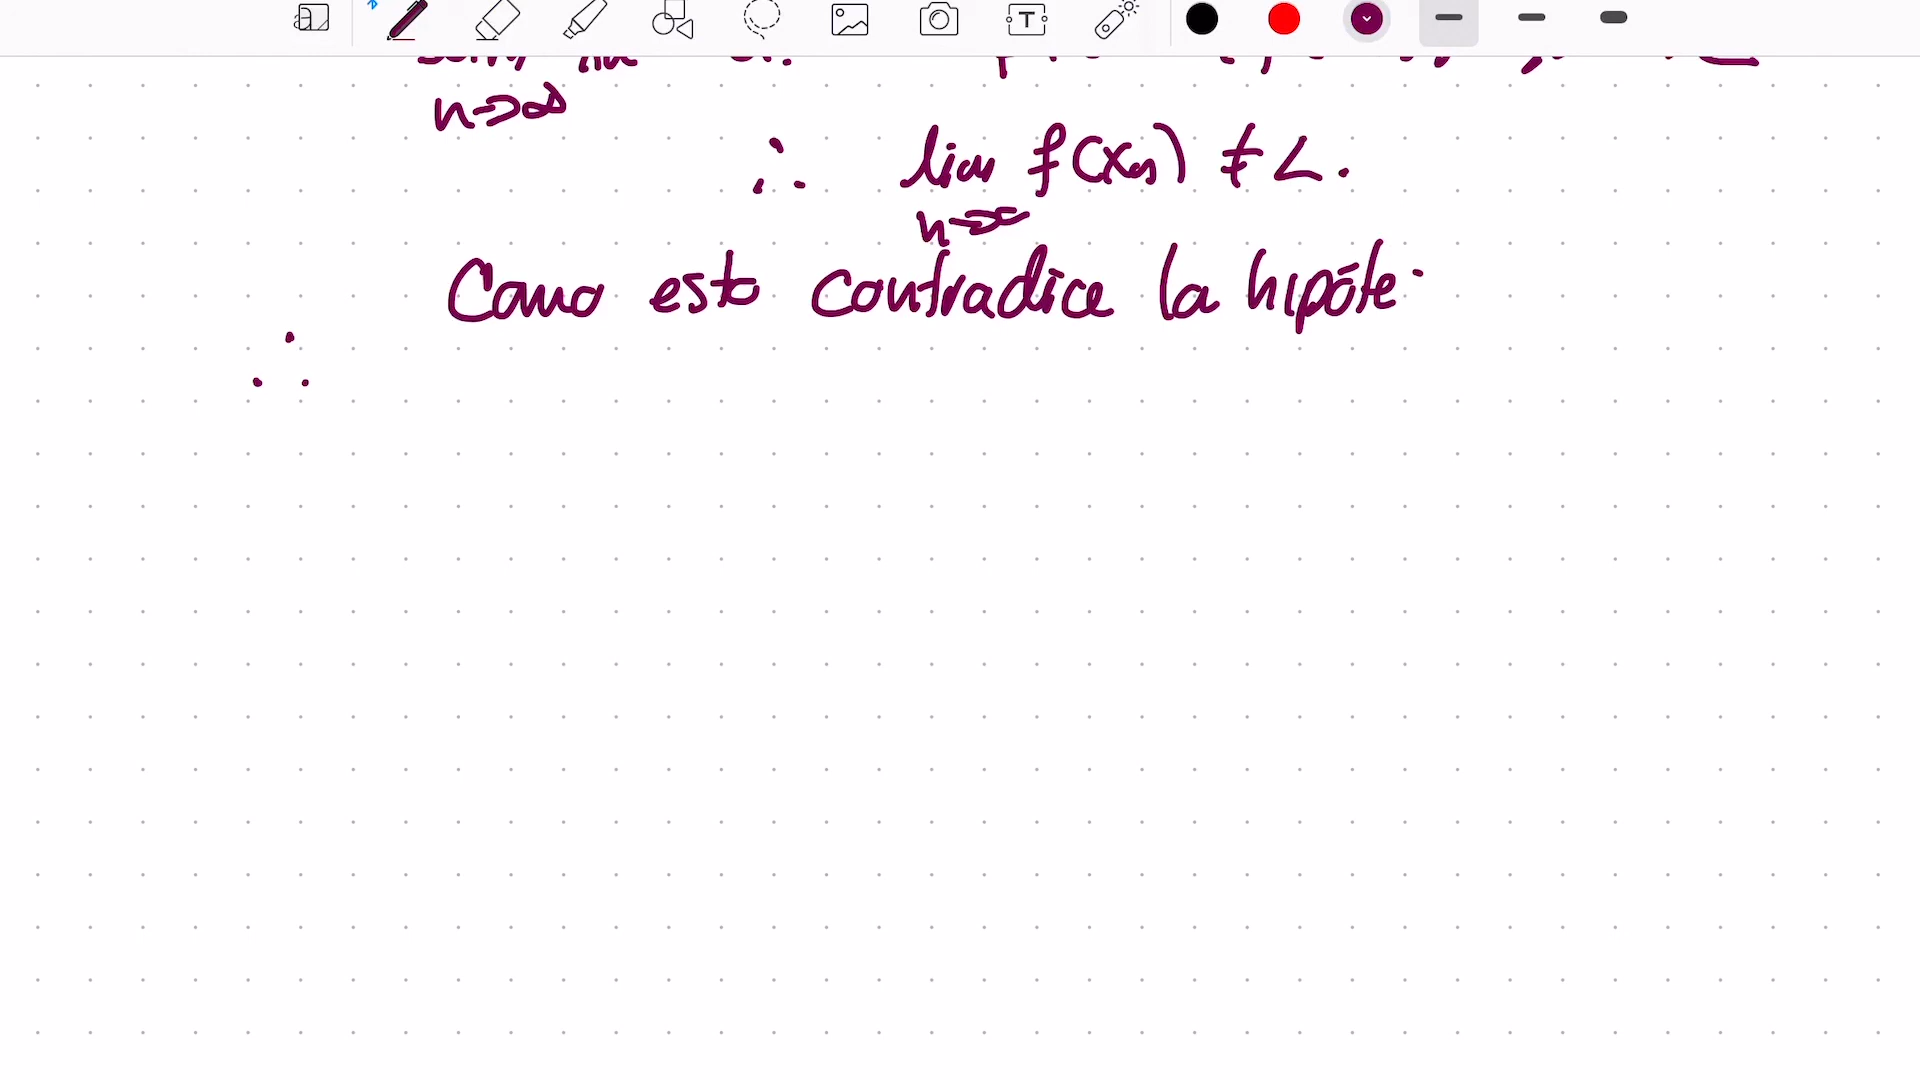 n→∞
∴ lim f(xn) ≠ L.
n→∞
Como esto contradice la hipóte
∴